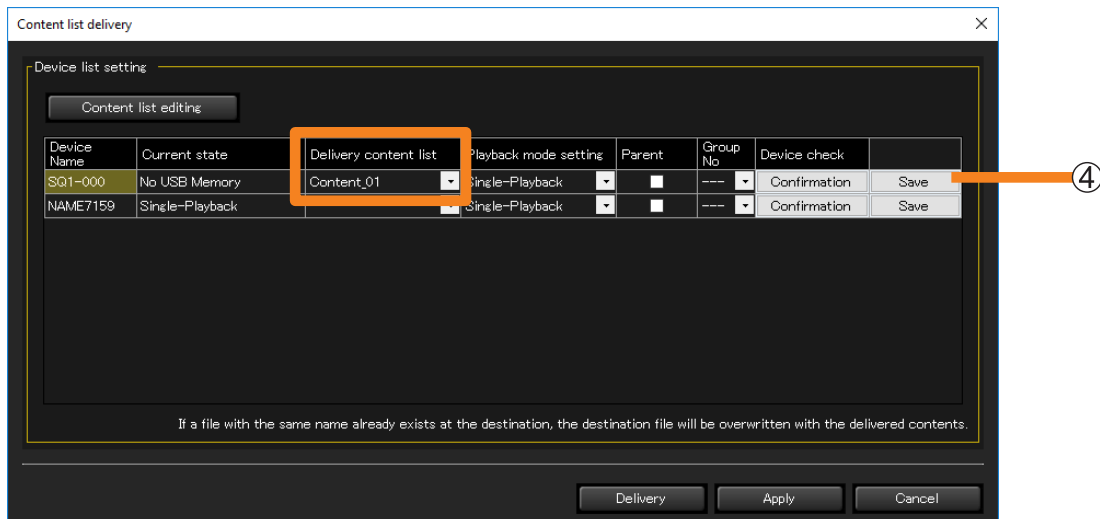 Content list delivery
Device list setting
Content list editing
Device Name Current state Delivery content list Playback mode setting Parent Group No Device check
SQ1-000 No USB Memory Content_01 Single-Playback --- Confirmation Save
④
NAME7159 Single-Playback Single-Playback --- Confirmation Save
If a file with the same name already exists at the destination, the destination file will be overwritten with the delivered contents.
Delivery Apply Cancel